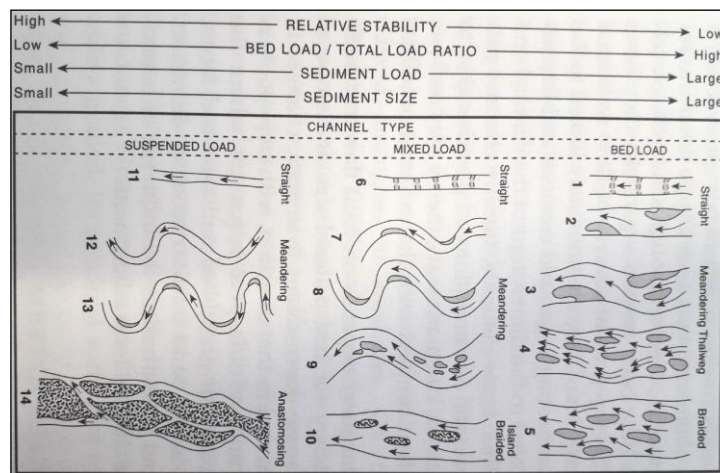 High RELATIVE STABILITY Low
Low BED LOAD / TOTAL LOAD RATIO High
Small SEDIMENT LOAD Large
Small SEDIMENT SIZE Large
CHANNEL TYPE
SUSPENDED LOAD MIXED LOAD BED LOAD
11 Straight 6 Straight 1 Straight
2
12 Meandering 7 Meandering
13 8 3 Meandering Thalweg
9 4
14 Anastomosing 10 Island Braided 5 Braided